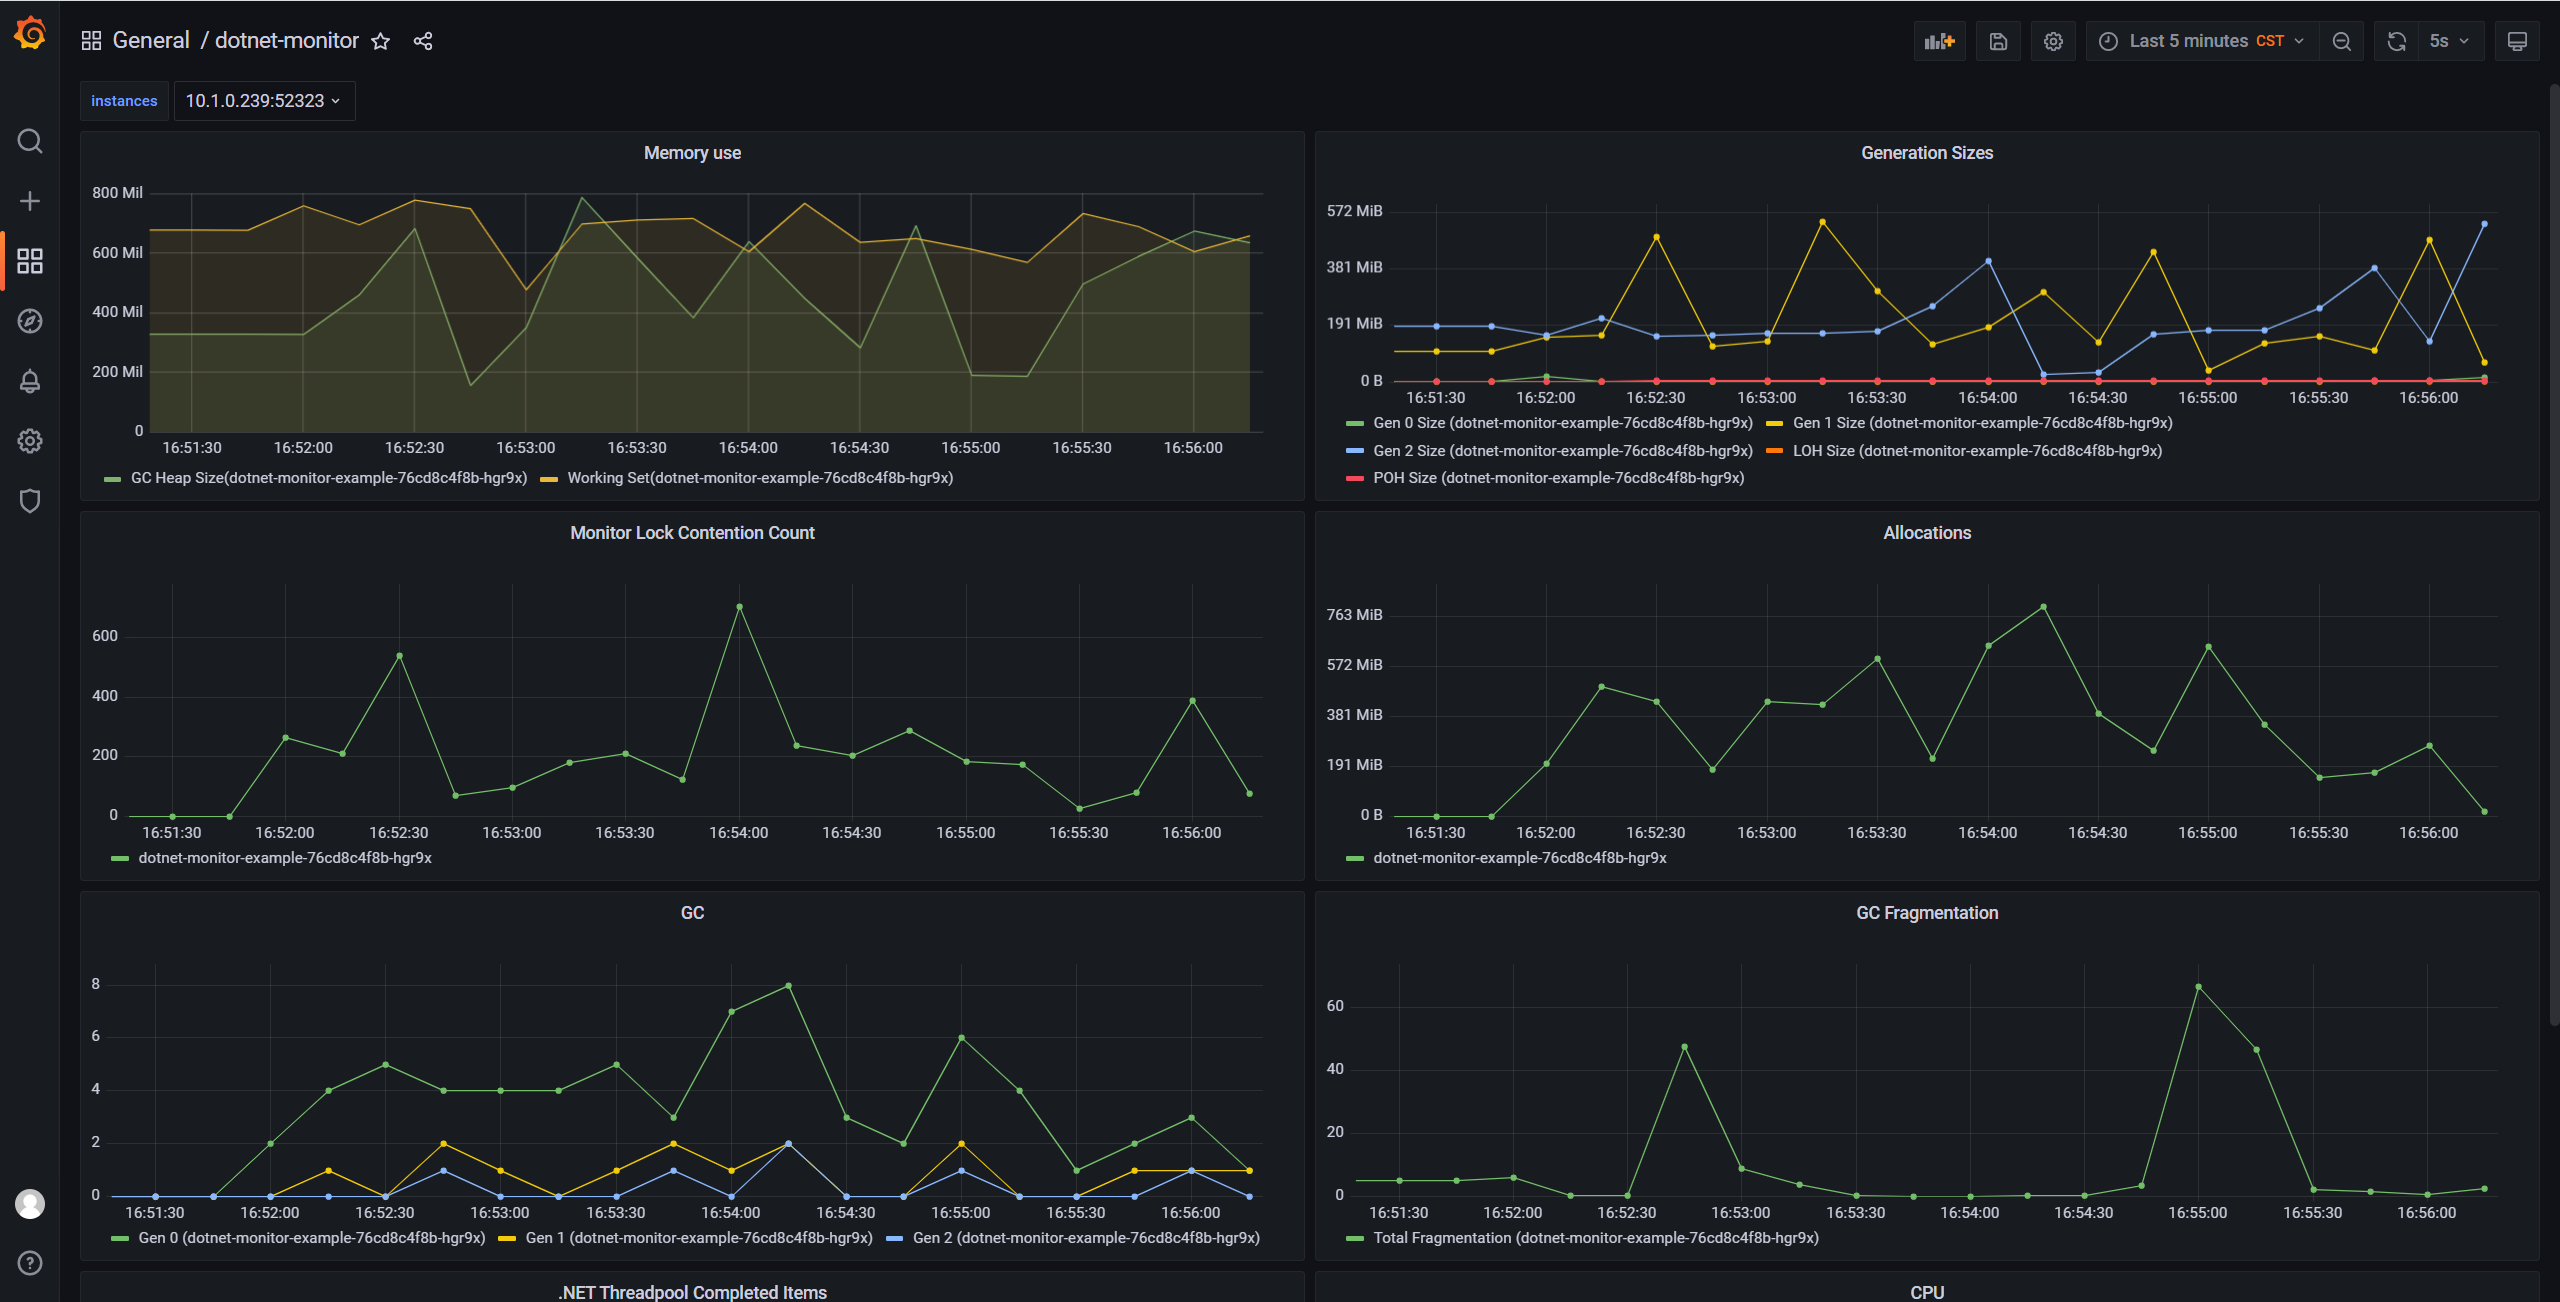 General / dotnet-monitor
Last 5 minutes CST
5s
instances
10.1.0.239:52323
Memory use
800 Mil
600 Mil
400 Mil
200 Mil
0
16:51:30 16:52:00 16:52:30 16:53:00 16:53:30 16:54:00 16:54:30 16:55:00 16:55:30 16:56:00
GC Heap Size(dotnet-monitor-example-76cd8c4f8b-hgr9x) Working Set(dotnet-monitor-example-76cd8c4f8b-hgr9x)
Generation Sizes
572 MiB
381 MiB
191 MiB
0 B
16:51:30 16:52:00 16:52:30 16:53:00 16:53:30 16:54:00 16:54:30 16:55:00 16:55:30 16:56:00
Gen 0 Size (dotnet-monitor-example-76cd8c4f8b-hgr9x) Gen 1 Size (dotnet-monitor-example-76cd8c4f8b-hgr9x)
Gen 2 Size (dotnet-monitor-example-76cd8c4f8b-hgr9x) LOH Size (dotnet-monitor-example-76cd8c4f8b-hgr9x)
POH Size (dotnet-monitor-example-76cd8c4f8b-hgr9x)
Monitor Lock Contention Count
600
400
200
0
16:51:30 16:52:00 16:52:30 16:53:00 16:53:30 16:54:00 16:54:30 16:55:00 16:55:30 16:56:00
dotnet-monitor-example-76cd8c4f8b-hgr9x
Allocations
763 MiB
572 MiB
381 MiB
191 MiB
0 B
16:51:30 16:52:00 16:52:30 16:53:00 16:53:30 16:54:00 16:54:30 16:55:00 16:55:30 16:56:00
dotnet-monitor-example-76cd8c4f8b-hgr9x
GC
8
6
4
2
0
16:51:30 16:52:00 16:52:30 16:53:00 16:53:30 16:54:00 16:54:30 16:55:00 16:55:30 16:56:00
Gen 0 (dotnet-monitor-example-76cd8c4f8b-hgr9x) Gen 1 (dotnet-monitor-example-76cd8c4f8b-hgr9x) Gen 2 (dotnet-monitor-example-76cd8c4f8b-hgr9x)
GC Fragmentation
60
40
20
0
16:51:30 16:52:00 16:52:30 16:53:00 16:53:30 16:54:00 16:54:30 16:55:00 16:55:30 16:56:00
Total Fragmentation (dotnet-monitor-example-76cd8c4f8b-hgr9x)
.NET Threadpool Completed Items
CPU